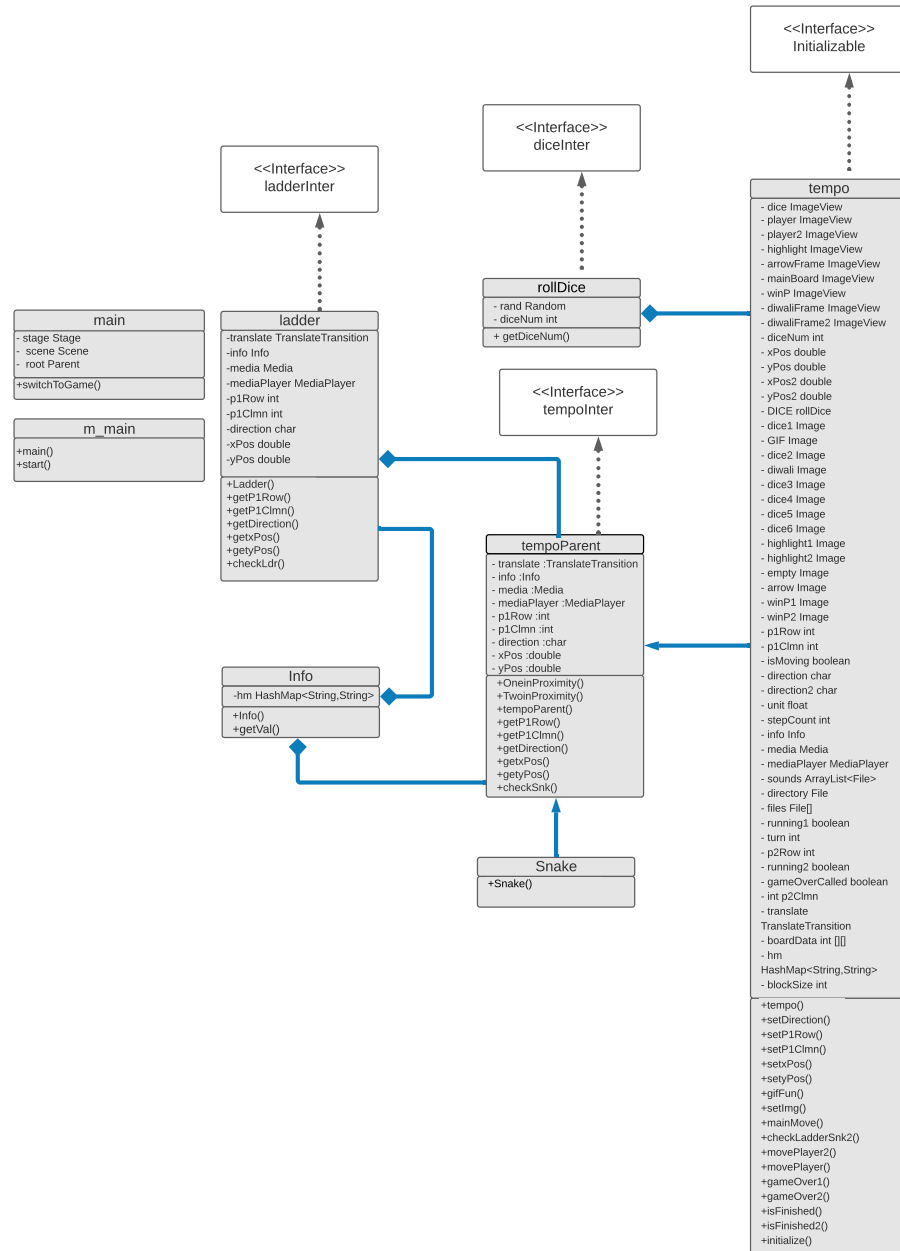 <<Interface>>
Initializable
<<Interface>>
diceInter
<<Interface>>
ladderInter
tempo
- dice ImageView
- player ImageView
- player2 ImageView
- highlight ImageView
- arrowFrame ImageView
- mainBoard ImageView
- winP ImageView
- diwaliFrame ImageView
- diwaliFrame2 ImageView
- diceNum int
- xPos double
- yPos double
- xPos2 double
- yPos2 double
- DICE rollDice
- dice1 Image
- GIF Image
- dice2 Image
- diwali Image
- dice3 Image
- dice4 Image
- dice5 Image
- dice6 Image
- highlight1 Image
- highlight2 Image
- empty Image
- arrow Image
- winP1 Image
- winP2 Image
- p1Row int
- p1Clmn int
- isMoving boolean
- direction char
- direction2 char
- unit float
- stepCount int
- info Info
- media Media
- mediaPlayer MediaPlayer
- sounds ArrayList<File>
- directory File
- files File[]
- running1 boolean
- turn int
- p2Row int
- running2 boolean
- gameOverCalled boolean
- int p2Clmn
- translate
TranslateTransition
- boardData int [][]
- hm
HashMap<String,String>
- blockSize int
+tempo()
+setDirection()
+setP1Row()
+setP1Clmn()
+setxPos()
+setyPos()
+gifFun()
+setImg()
+mainMove()
+checkLadderSnk2()
+movePlayer2()
+movePlayer()
+gameOver1()
+gameOver2()
+isFinished()
+isFinished2()
+initialize()
rollDice
- rand Random
- diceNum int
+ getDiceNum()
main
- stage Stage
- scene Scene
- root Parent
+switchToGame()
m_main
+main()
+start()
ladder
-translate TranslateTransition
-info Info
-media Media
-mediaPlayer MediaPlayer
-p1Row int
-p1Clmn int
-direction char
-xPos double
-yPos double
+Ladder()
+getP1Row()
+getP1Clmn()
+getDirection()
+getxPos()
+getyPos()
+checkLdr()
<<Interface>>
tempoInter
tempoParent
- translate :TranslateTransition
- info :Info
- media :Media
- mediaPlayer :MediaPlayer
- p1Row :int
- p1Clmn :int
- direction :char
- xPos :double
- yPos :double
+OneinProximity()
+TwoinProximity()
+tempoParent()
+getP1Row()
+getP1Clmn()
+getDirection()
+getxPos()
+getyPos()
+checkSnk()
Info
-hm HashMap<String,String>
+Info()
+getVal()
Snake
+Snake()